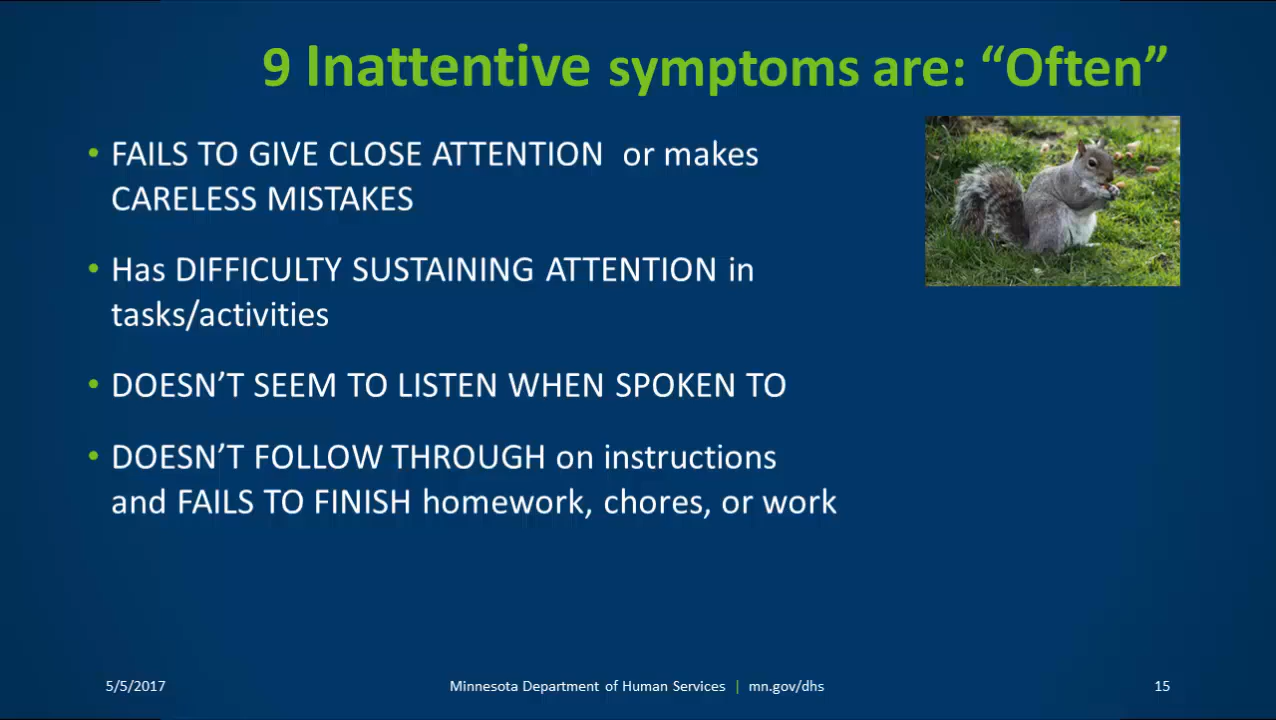 9 Inattentive symptoms are: “Often”
• FAILS TO GIVE CLOSE ATTENTION or makes
CARELESS MISTAKES
• Has DIFFICULTY SUSTAINING ATTENTION in
tasks/activities
• DOESN’T SEEM TO LISTEN WHEN SPOKEN TO
• DOESN’T FOLLOW THROUGH on instructions
and FAILS TO FINISH homework, chores, or work
5/5/2017
Minnesota Department of Human Services | mn.gov/dhs
15